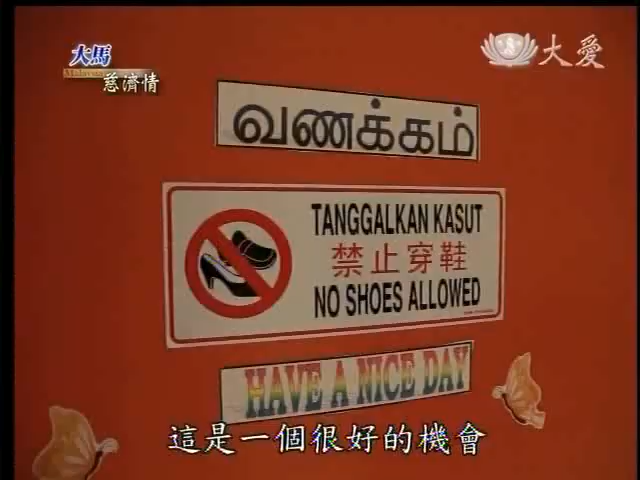 大馬
Malaysia
慈濟情
大愛
வணக்கம்
TANGGALKAN KASUT
禁止穿鞋
NO SHOES ALLOWED
HAVE A NICE DAY
這是一個很好的機會